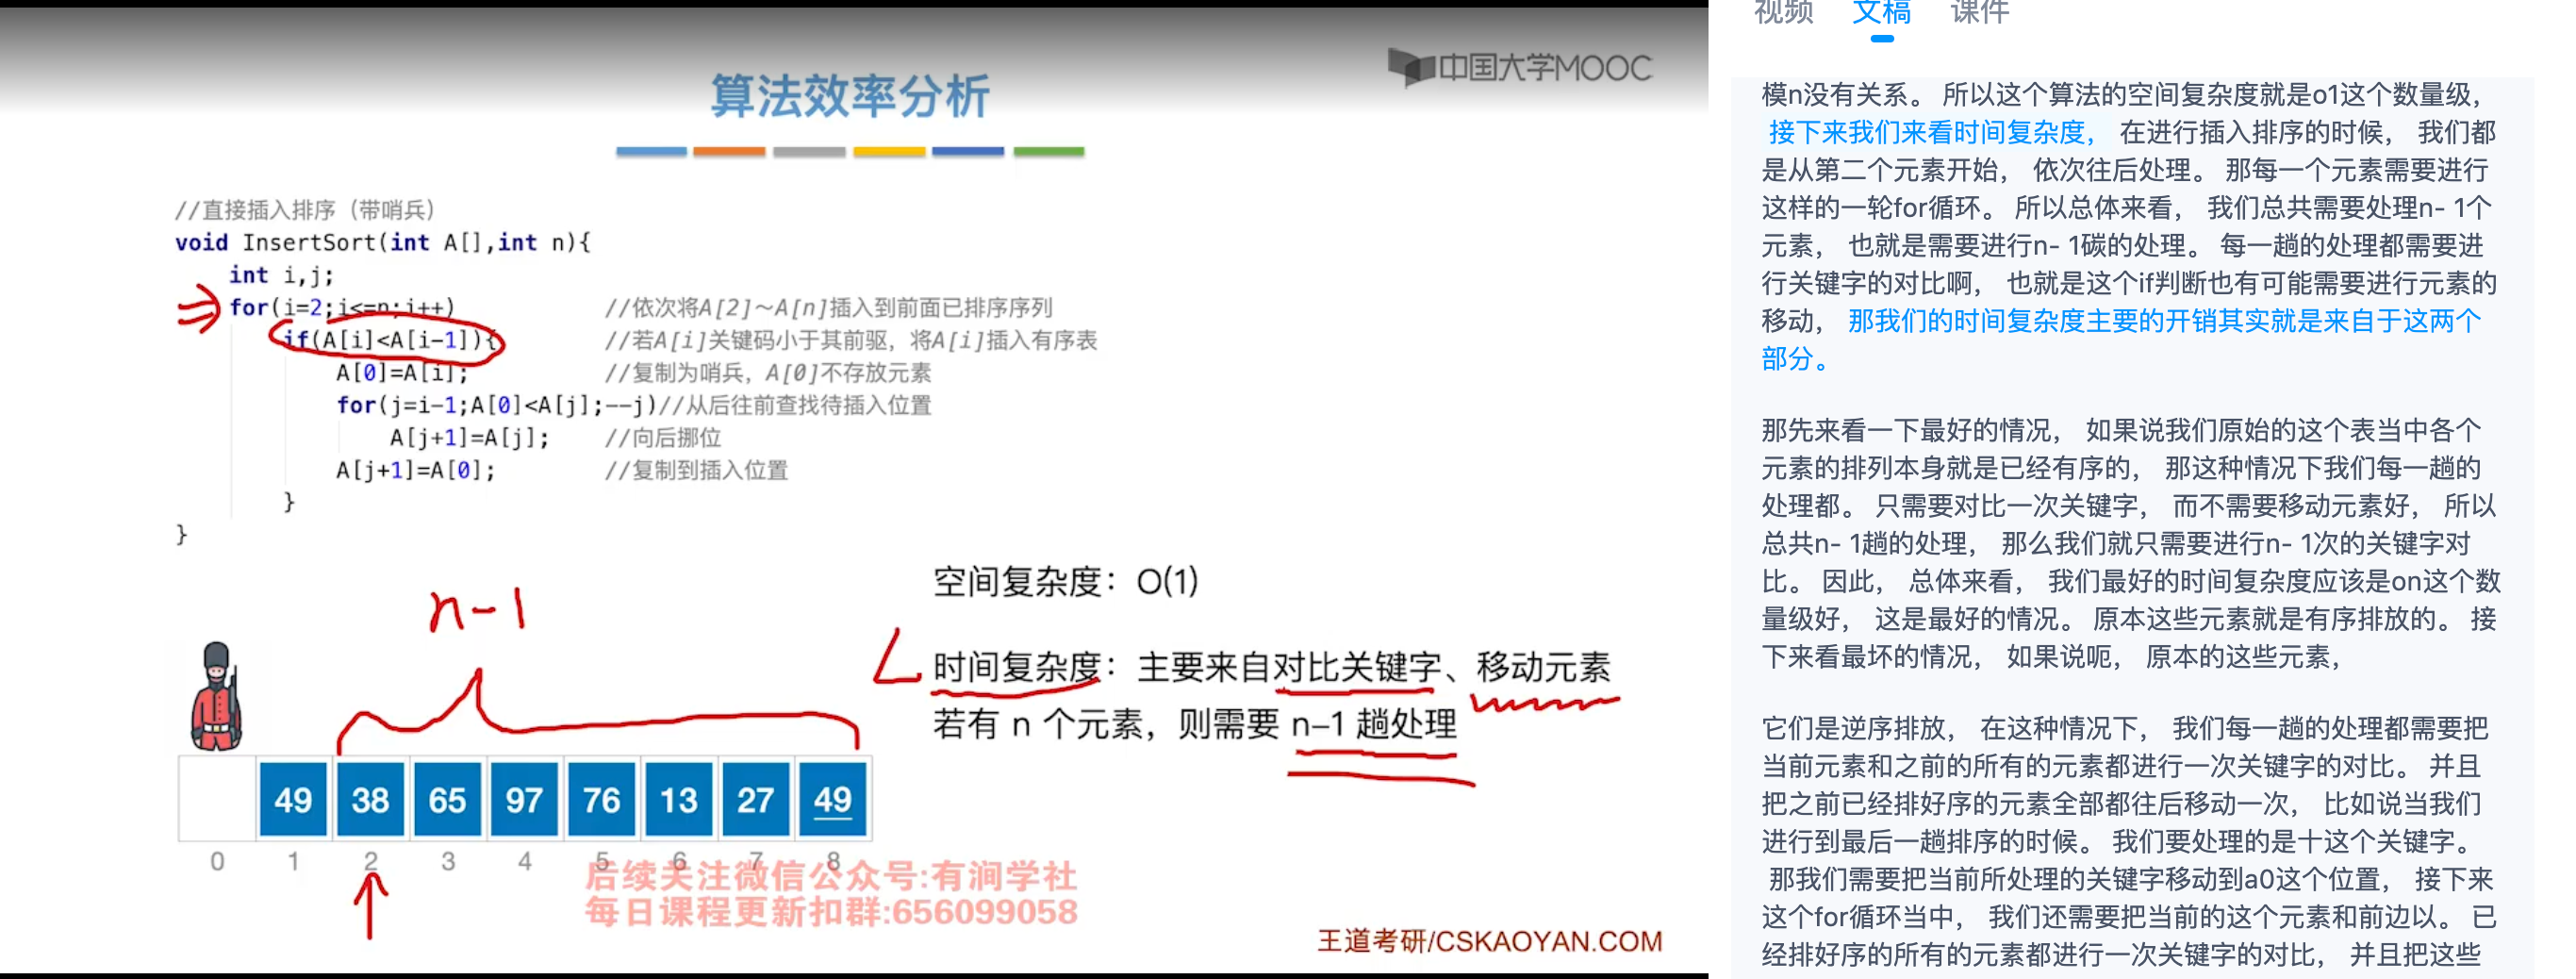 中国大学MOOC
算法效率分析
//直接插入排序（带哨兵）
void InsertSort(int A[],int n){
int i,j;
for(i=2;i<=n;i++) //依次将A[2]～A[n]插入到前面已排序序列
if(A[i]<A[i-1]){ //若A[i]关键码小于其前驱，将A[i]插入有序表
A[0]=A[i]; //复制为哨兵，A[0]不存放元素
for(j=i-1;A[0]<A[j];--j)//从后往前查找待插入位置
A[j+1]=A[j]; //向后挪位
A[j+1]=A[0]; //复制到插入位置
}
}
空间复杂度：O(1)
时间复杂度：主要来自对比关键字、移动元素
若有 n 个元素，则需要 n-1 趟处理
n-1
49 38 65 97 76 13 27 49
0 1 2 3 4 5 6 7 8
后续关注微信公众号:有涧学社
每日课程更新扣群:656099058
王道考研/CSKAOYAN.COM
视频 文稿 课件
模n没有关系。 所以这个算法的空间复杂度就是o1这个数量级，
接下来我们来看时间复杂度， 在进行插入排序的时候， 我们都
是从第二个元素开始， 依次往后处理。 那每一个元素需要进行
这样的一轮for循环。 所以总体来看， 我们总共需要处理n- 1个
元素， 也就是需要进行n- 1碳的处理。 每一趟的处理都需要进
行关键字的对比啊， 也就是这个if判断也有可能需要进行元素的
移动， 那我们的时间复杂度主要的开销其实就是来自于这两个
部分。
那先来看一下最好的情况， 如果说我们原始的这个表当中各个
元素的排列本身就是已经有序的， 那这种情况下我们每一趟的
处理都。 只需要对比一次关键字， 而不需要移动元素好， 所以
总共n- 1趟的处理， 那么我们就只需要进行n- 1次的关键字对
比。 因此， 总体来看， 我们最好的时间复杂度应该是on这个数
量级好， 这是最好的情况。 原本这些元素就是有序排放的。 接
下来看最坏的情况， 如果说呃， 原本的这些元素，
它们是逆序排放， 在这种情况下， 我们每一趟的处理都需要把
当前元素和之前的所有的元素都进行一次关键字的对比。 并且
把之前已经排好序的元素全部都往后移动一次， 比如说当我们
进行到最后一趟排序的时候。 我们要处理的是十这个关键字。
那我们需要把当前所处理的关键字移动到a0这个位置， 接下来
这个for循环当中， 我们还需要把当前的这个元素和前边以。 已
经排好序的所有的元素都进行一次关键字的对比， 并且把这些